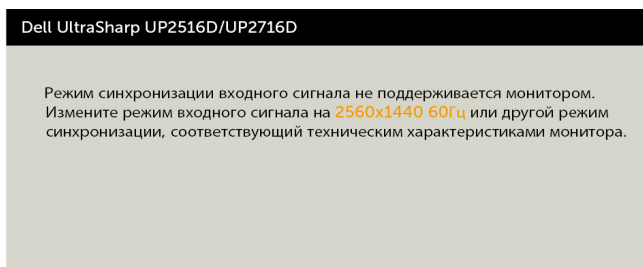 Dell UltraSharp UP2516D/UP2716D
Режим синхронизации входного сигнала не поддерживается монитором.
Измените режим входного сигнала на 2560x1440 60Гц или другой режим
синхронизации, соответствующий техническим характеристиками монитора.